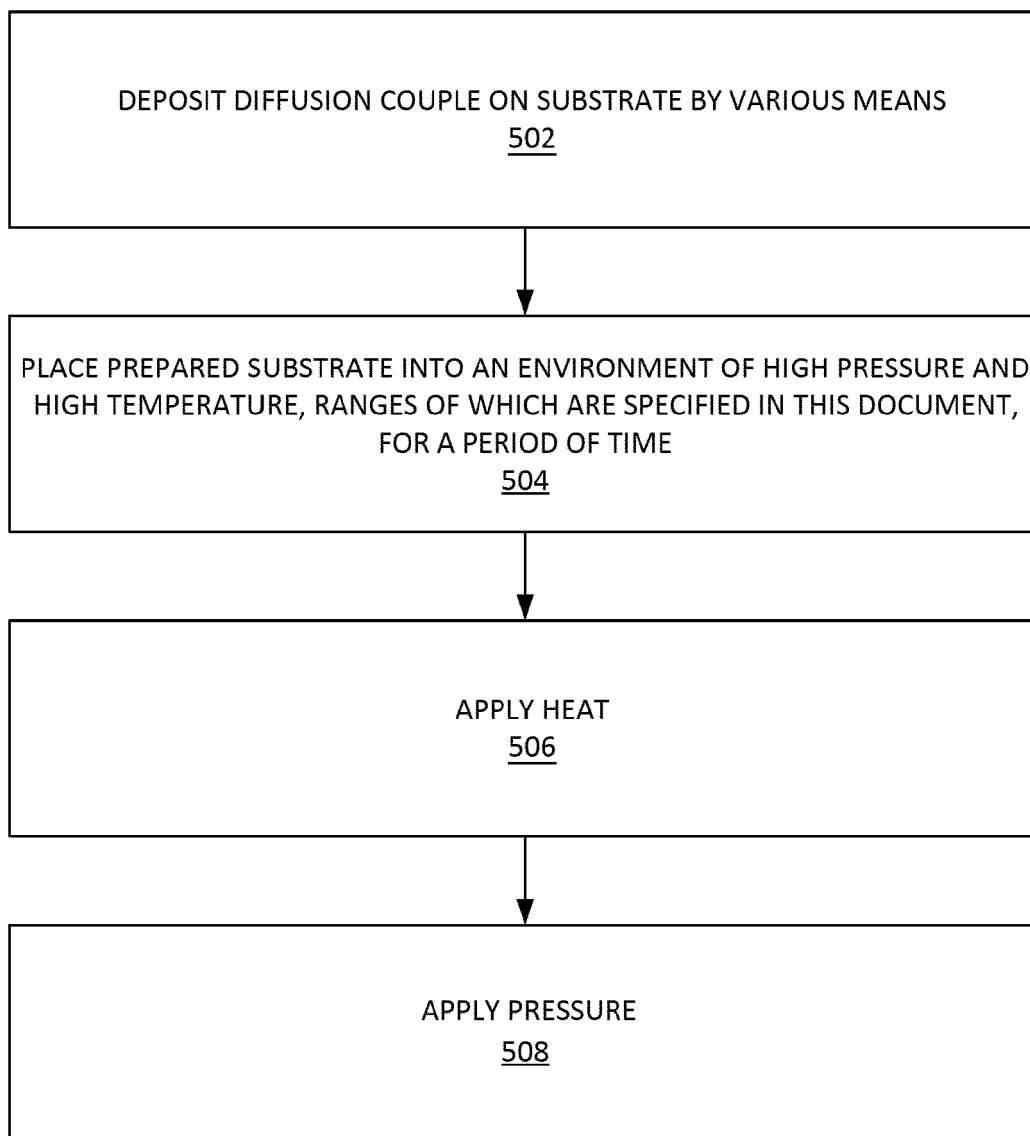 DEPOSIT DIFFUSION COUPLE ON SUBSTRATE BY VARIOUS MEANS
502
PLACE PREPARED SUBSTRATE INTO AN ENVIRONMENT OF HIGH PRESSURE AND
HIGH TEMPERATURE, RANGES OF WHICH ARE SPECIFIED IN THIS DOCUMENT,
FOR A PERIOD OF TIME
504
APPLY HEAT
506
APPLY PRESSURE
508